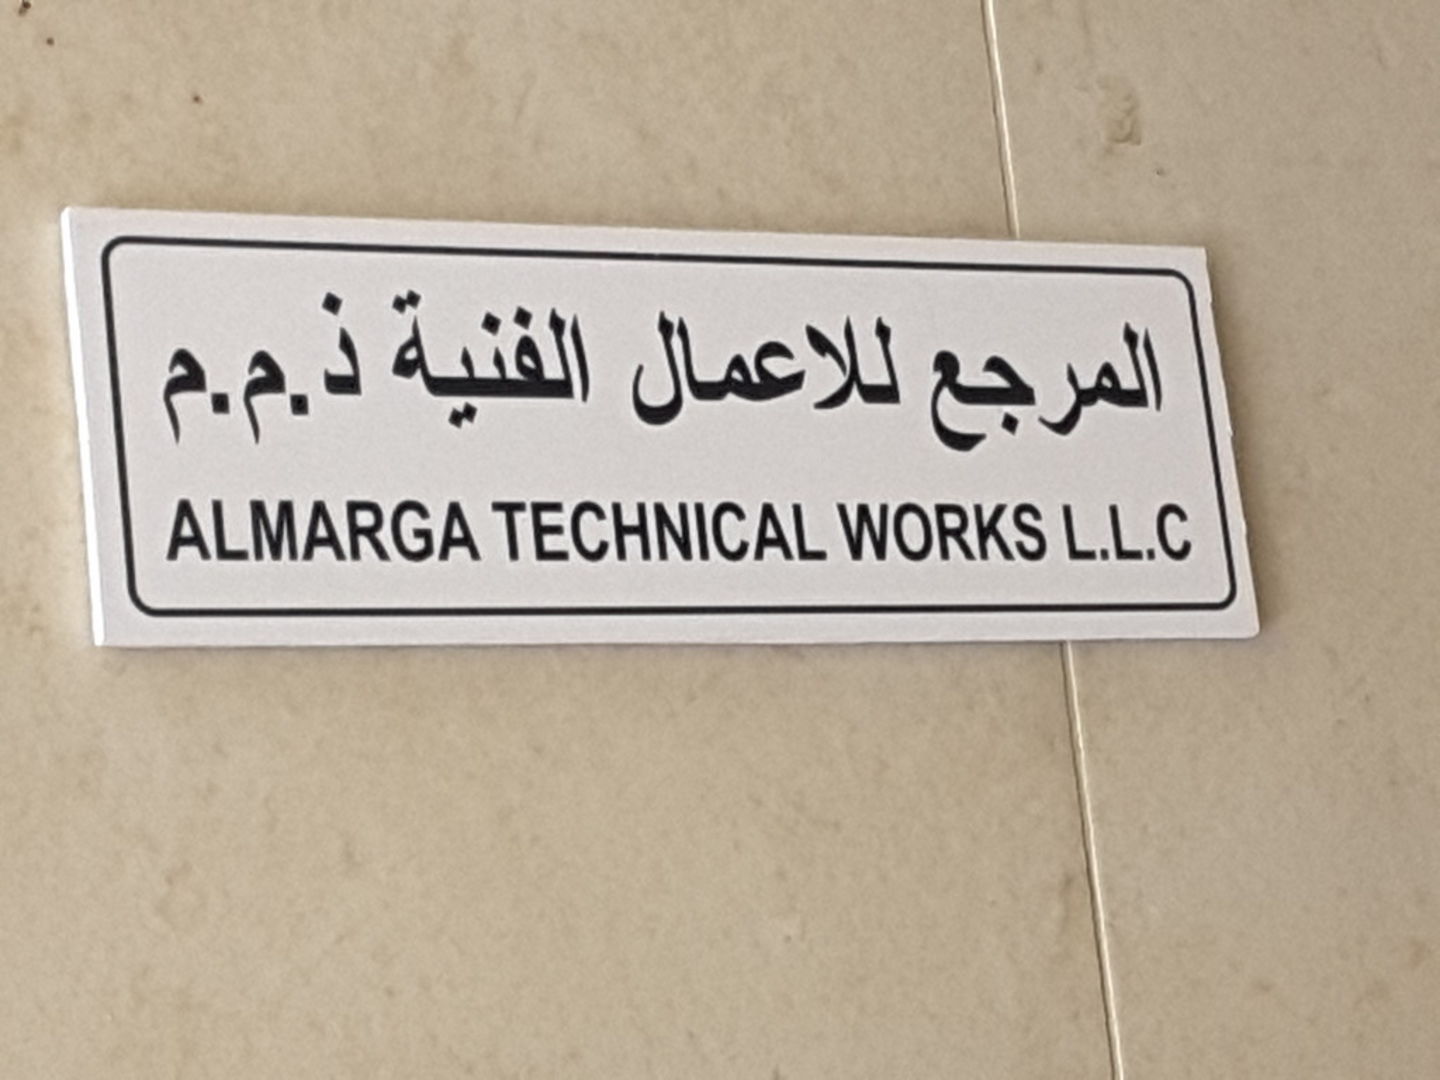 المرجع للاعمال الفنية ذ.م.م
ALMARGA TECHNICAL WORKS L.L.C